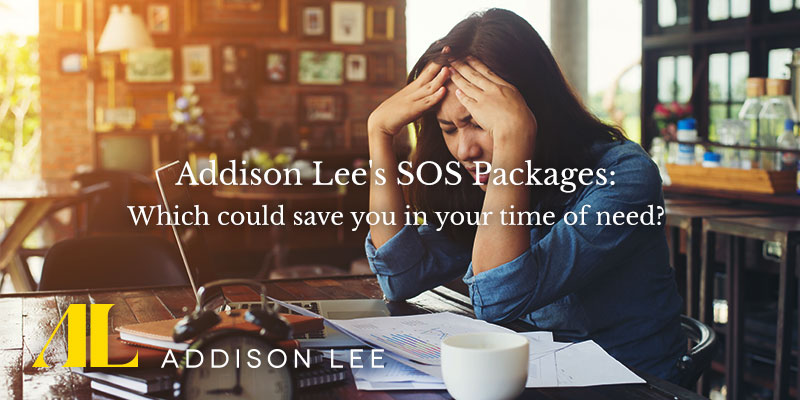 Addison Lee's SOS Packages:
Which could save you in your time of need?
AL ADDISON LEE